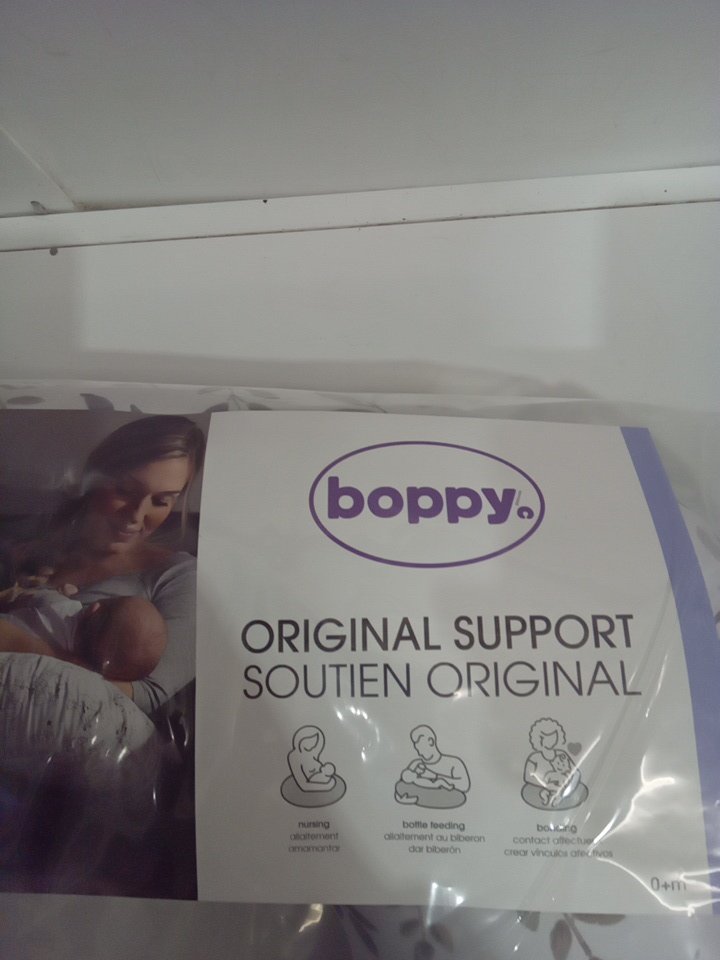 boppy
ORIGINAL SUPPORT
SOUTIEN ORIGINAL
nursing
allaitement
amamantar
bottle feeding
allaitement au biberon
dar biberón
bonding
contact affectueux
crear vínculos afectivos
0+m